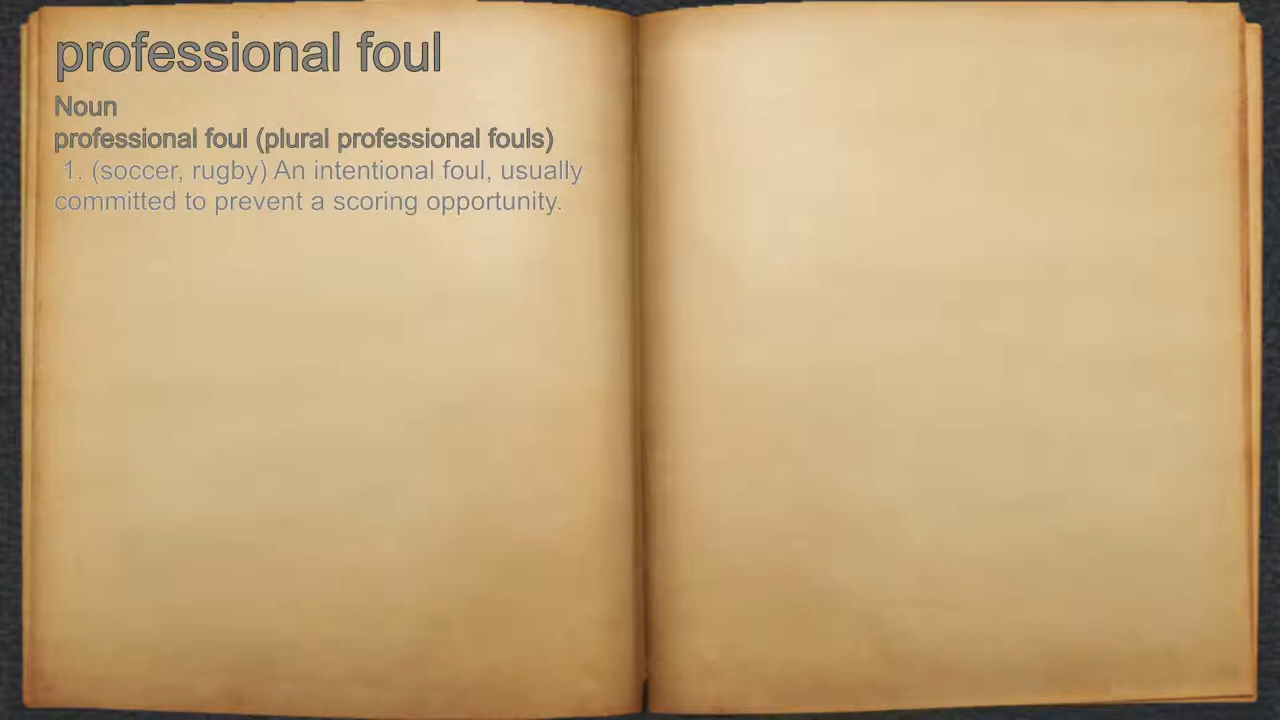 professional foul
Noun
professional foul (plural professional fouls)
1. (soccer, rugby) An intentional foul, usually
committed to prevent a scoring opportunity.